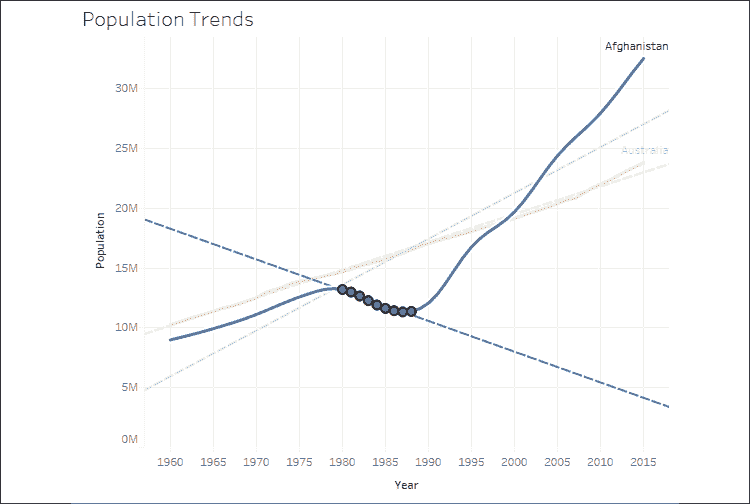 Population Trends
Afghanistan
30M
25M
Australia
20M
Population
15M
10M
5M
0M
1960 1965 1970 1975 1980 1985 1990 1995 2000 2005 2010 2015
Year